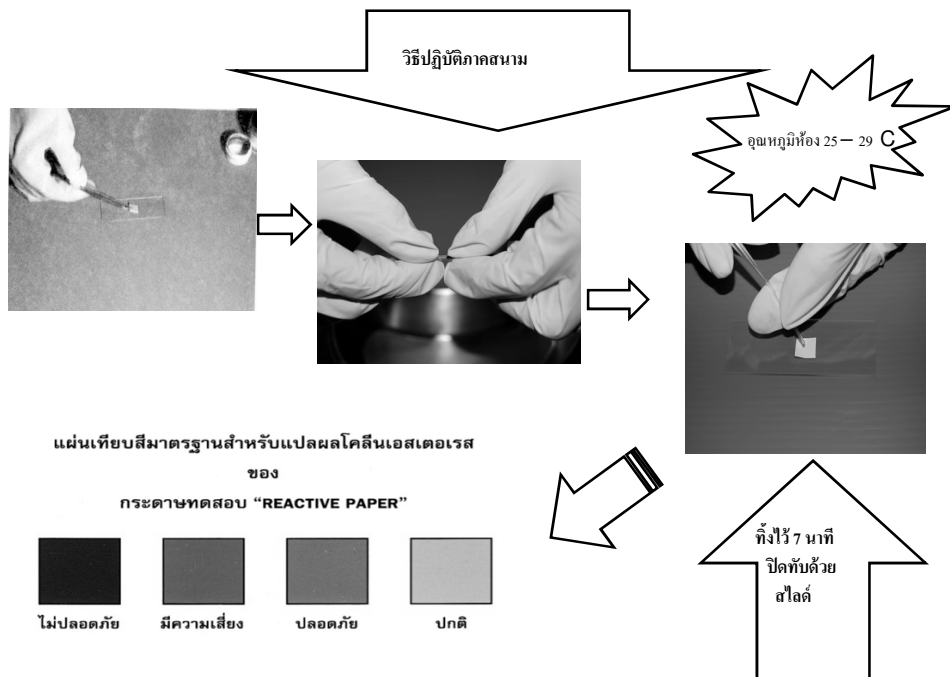 วิธีปฏิบัติภาคสนาม
อุณหภูมิห้อง 25 – 29 C
แผ่นเทียบสีมาตรฐานสำหรับแปลผลโคลีนเอสเตอเรส
ของ
กระดาษทดสอบ “REACTIVE PAPER”
ไม่ปลอดภัย มีความเสี่ยง ปลอดภัย ปกติ
ทิ้งไว้ 7 นาที
ปิดทับด้วย
สไลด์